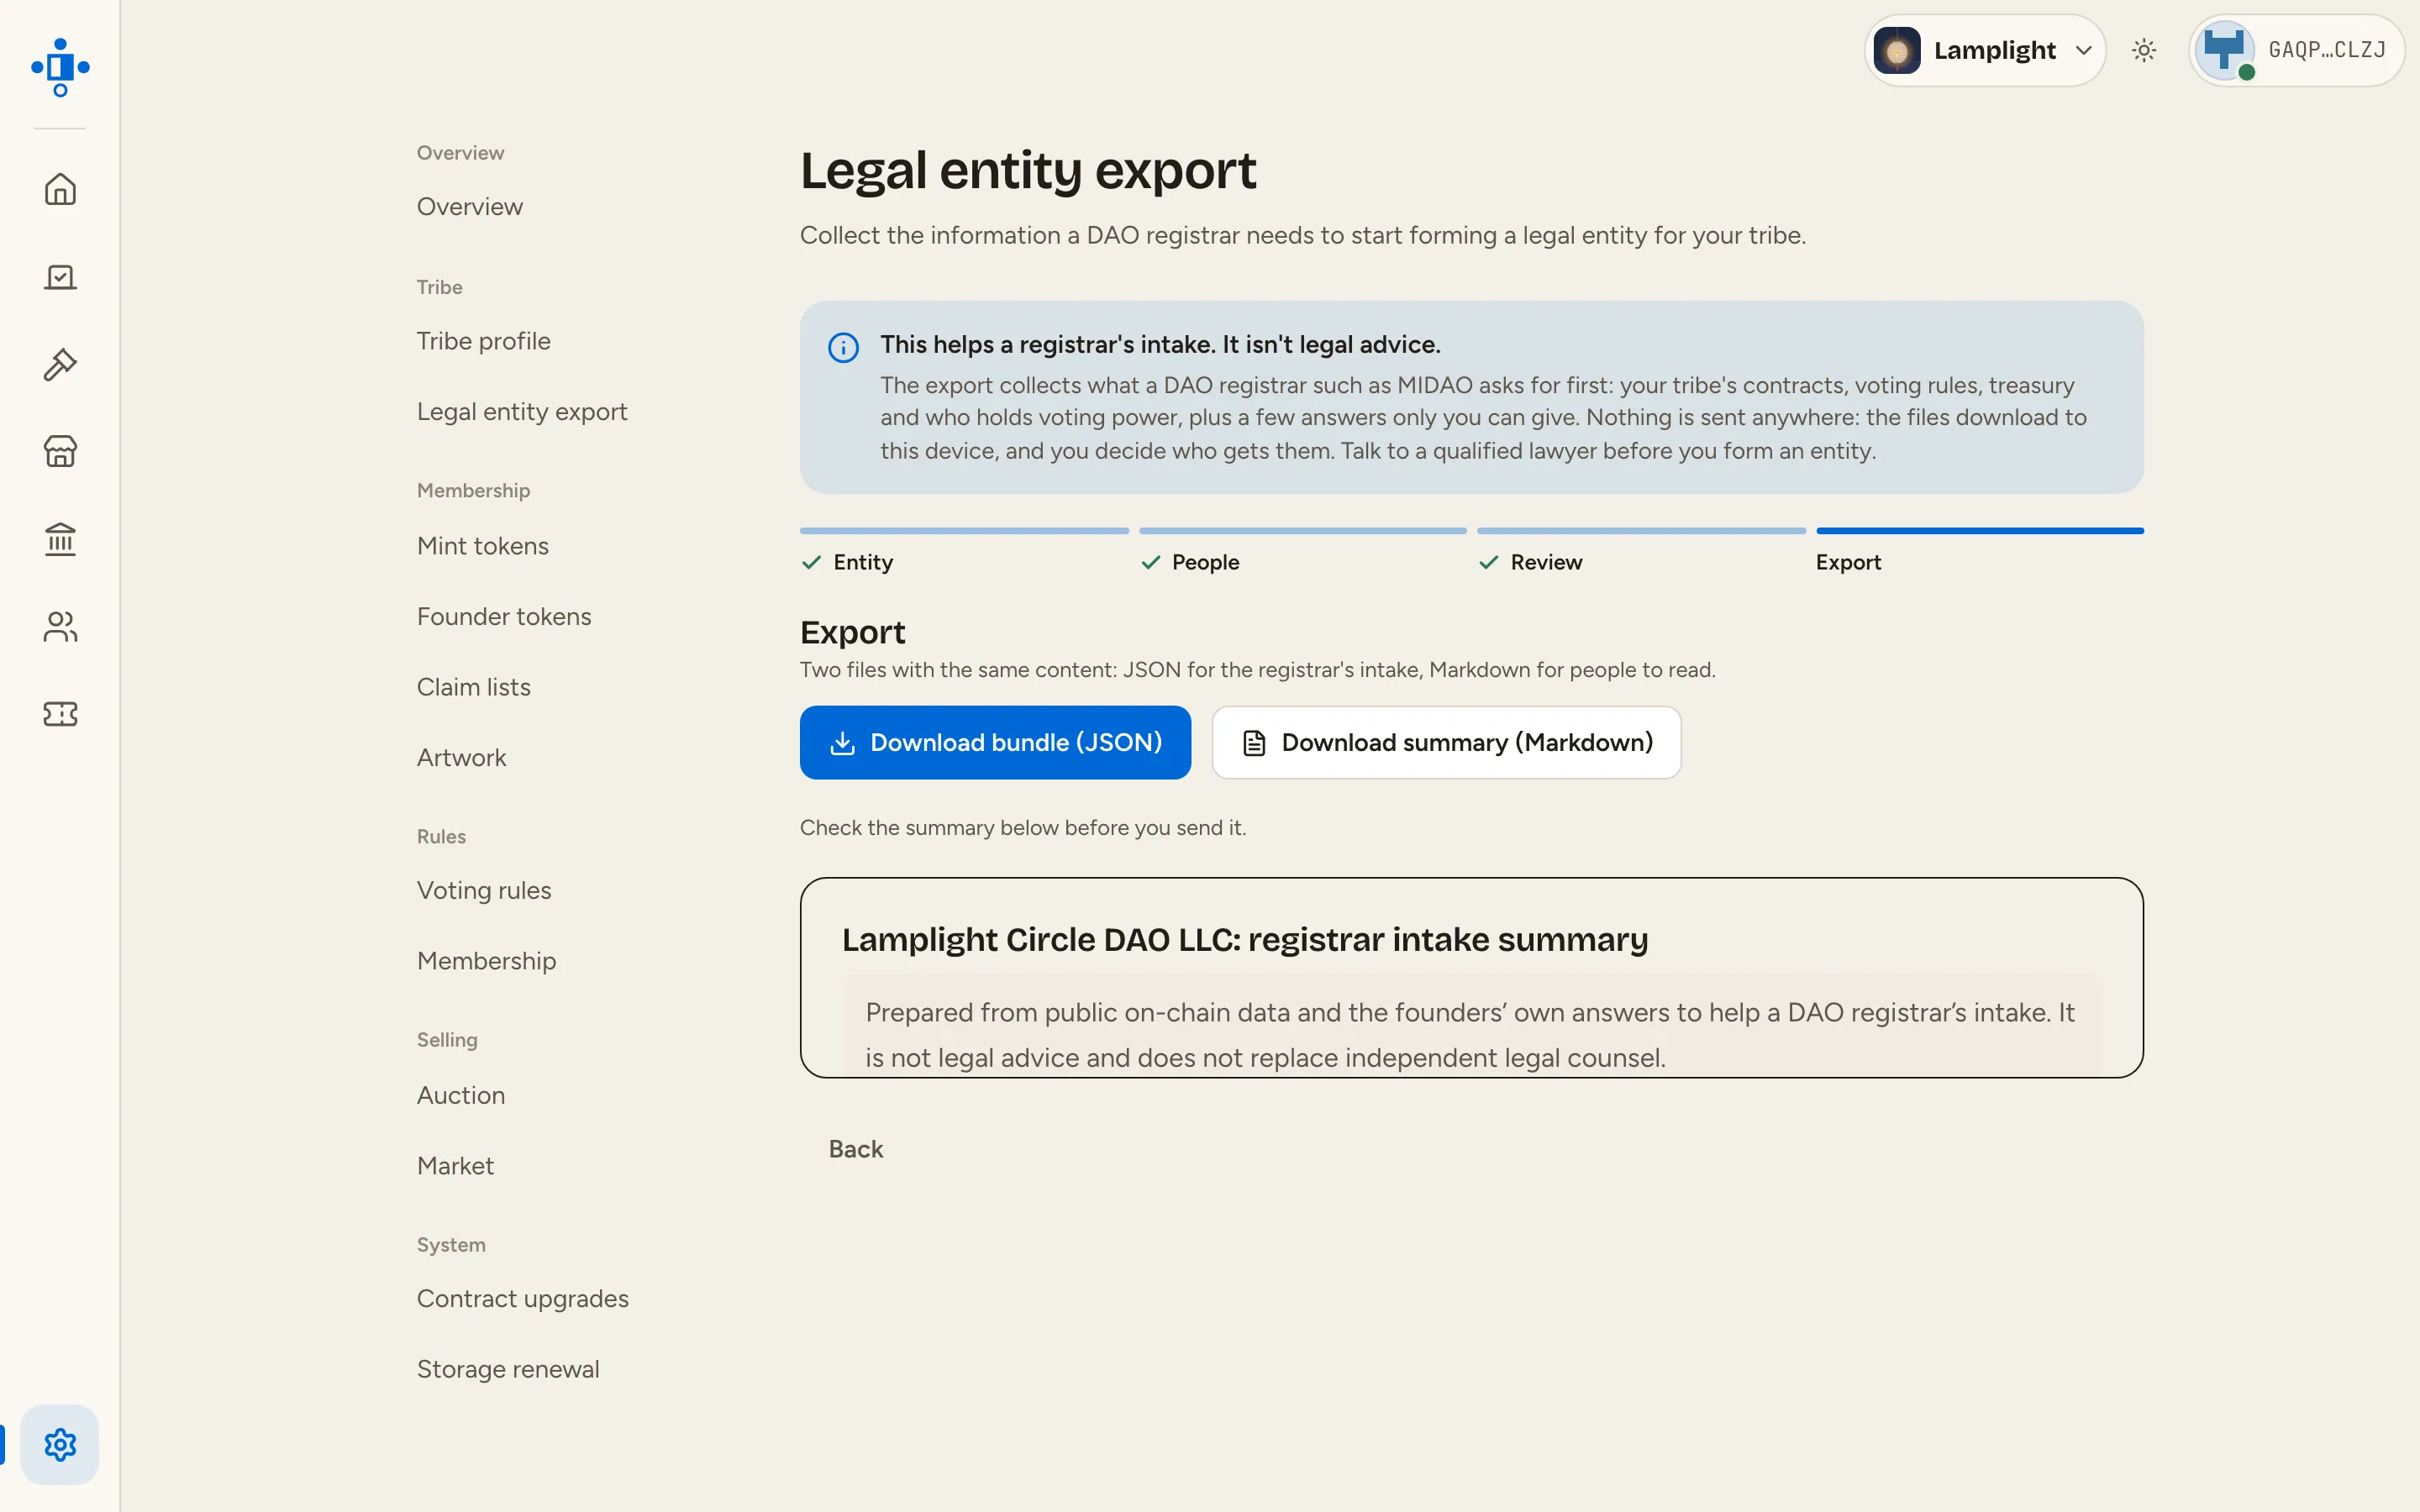 Lamplight
GAQP…CLZJ
Overview
Overview
Tribe
Tribe profile
Legal entity export
Membership
Mint tokens
Founder tokens
Claim lists
Artwork
Rules
Voting rules
Membership
Selling
Auction
Market
System
Contract upgrades
Storage renewal
Legal entity export
Collect the information a DAO registrar needs to start forming a legal entity for your tribe.
This helps a registrar's intake. It isn't legal advice.
The export collects what a DAO registrar such as MIDAO asks for first: your tribe's contracts, voting rules, treasury
and who holds voting power, plus a few answers only you can give. Nothing is sent anywhere: the files download to
this device, and you decide who gets them. Talk to a qualified lawyer before you form an entity.
Entity
People
Review
Export
Export
Two files with the same content: JSON for the registrar's intake, Markdown for people to read.
Download bundle (JSON)
Download summary (Markdown)
Check the summary below before you send it.
Lamplight Circle DAO LLC: registrar intake summary
Prepared from public on-chain data and the founders’ own answers to help a DAO registrar’s intake. It
is not legal advice and does not replace independent legal counsel.
Back